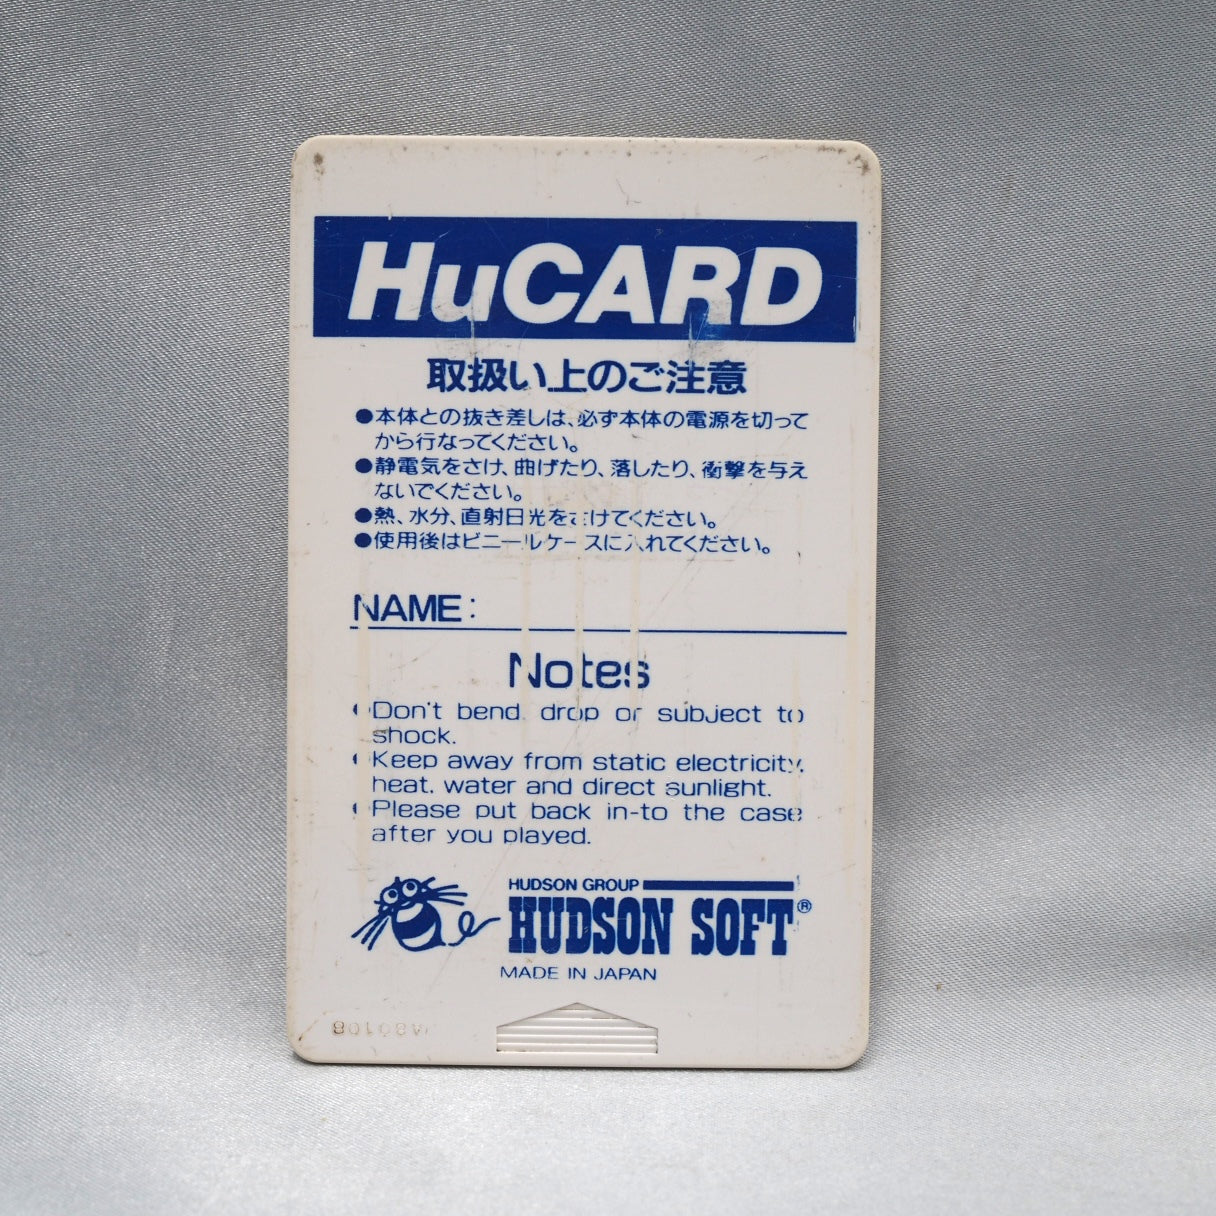 HuCARD
取扱い上のご注意
●本体との抜き差しは、必ず本体の電源を切って
から行なってください。
●静電気をさけ、曲げたり、落したり、衝撃を与え
ないでください。
●熱、水分、直射日光をさけてください。
●使用後はビニールケースに入れてください。
NAME:
Notes
●Don't bend, drop or subject to
shock.
●Keep away from static electricity,
heat, water and direct sunlight.
●Please put back in-to the case
after you played.
HUDSON GROUP
HUDSON SOFT®
MADE IN JAPAN